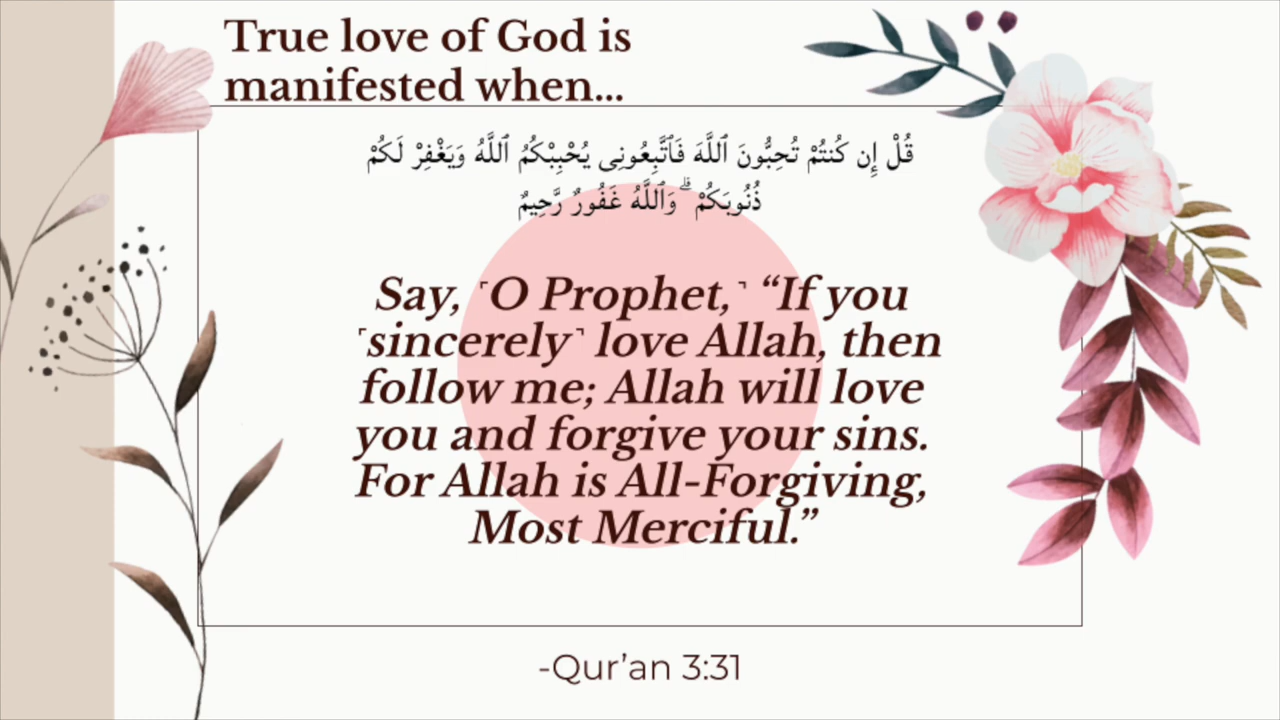 True love of God is
manifested when...
قُلْ إِن كُنتُمْ تُحِبُّونَ ٱللَّهَ فَٱتَّبِعُونِى يُحْبِبْكُمُ ٱللَّهُ وَيَغْفِرْ لَكُمْ
ذُنُوبَكُمْ ۗ وَٱللَّهُ غَفُورٌ رَّحِيمٌ
Say, ˹O Prophet,˺ “If you
˹sincerely˺ love Allah, then
follow me; Allah will love
you and forgive your sins.
For Allah is All-Forgiving,
Most Merciful.”
-Qur’an 3:31